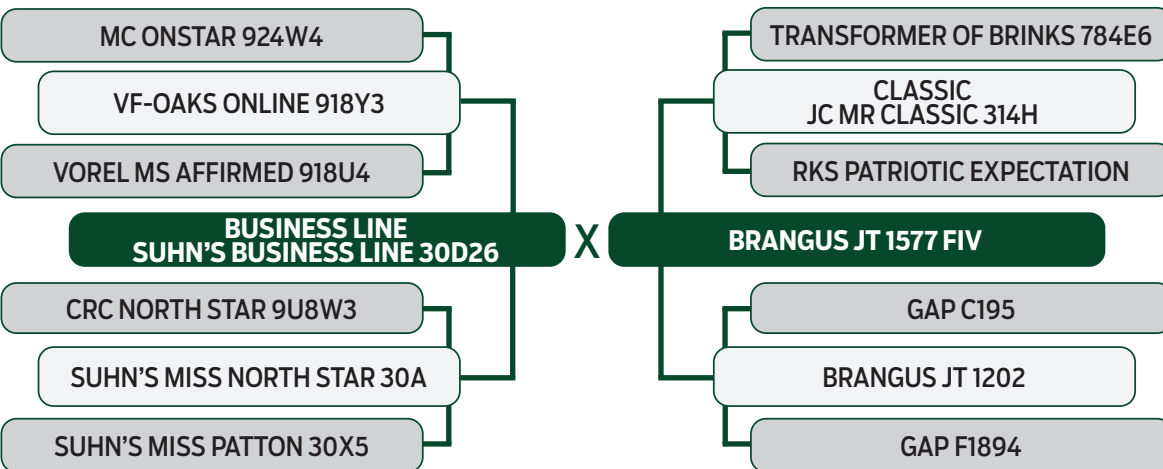 MC ONSTAR 924W4
VF-OAKS ONLINE 918Y3
VOREL MS AFFIRMED 918U4
BUSINESS LINE
SUHN'S BUSINESS LINE 30D26
CRC NORTH STAR 9U8W3
SUHN'S MISS NORTH STAR 30A
SUHN'S MISS PATTON 30X5
X
TRANSFORMER OF BRINKS 784E6
CLASSIC
JC MR CLASSIC 314H
RKS PATRIOTIC EXPECTATION
BRANGUS JT 1577 FIV
GAP C195
BRANGUS JT 1202
GAP F1894